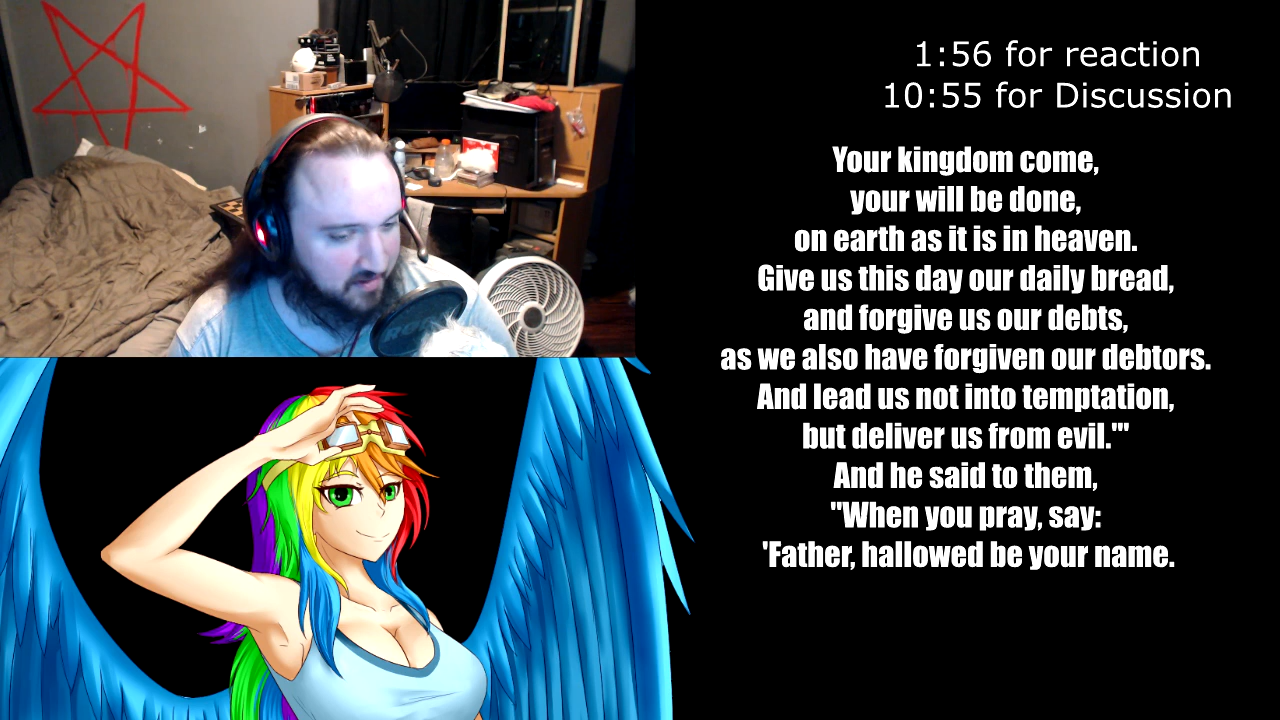 1:56 for reaction
10:55 for Discussion
Your kingdom come,
your will be done,
on earth as it is in heaven.
Give us this day our daily bread,
and forgive us our debts,
as we also have forgiven our debtors.
And lead us not into temptation,
but deliver us from evil.'"
And he said to them,
"When you pray, say:
'Father, hallowed be your name.